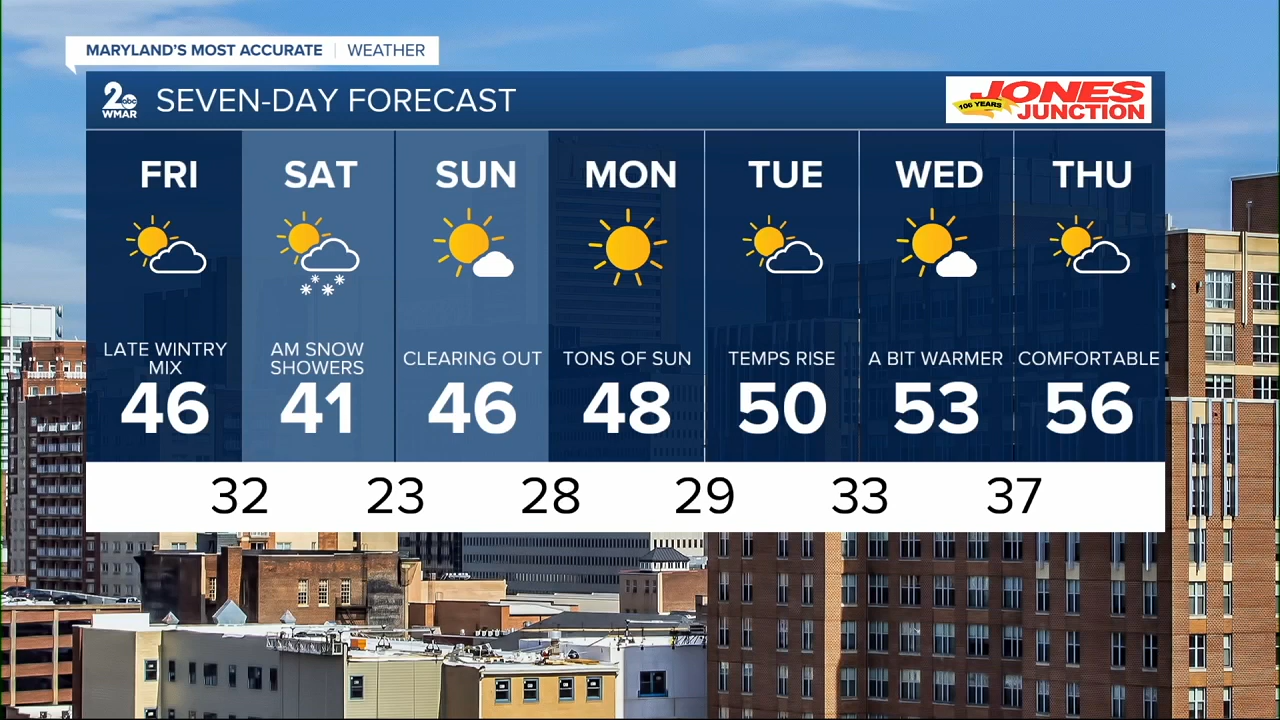 MARYLAND'S MOST ACCURATE | WEATHER
2 abc
WMAR
SEVEN-DAY FORECAST
JONES
106 YEARS
JUNCTION
FRI SAT SUN MON TUE WED THU
LATE WINTRY
MIX
AM SNOW
SHOWERS
CLEARING OUT
TONS OF SUN
TEMPS RISE
A BIT WARMER
COMFORTABLE
46 41 46 48 50 53 56
32 23 28 29 33 37